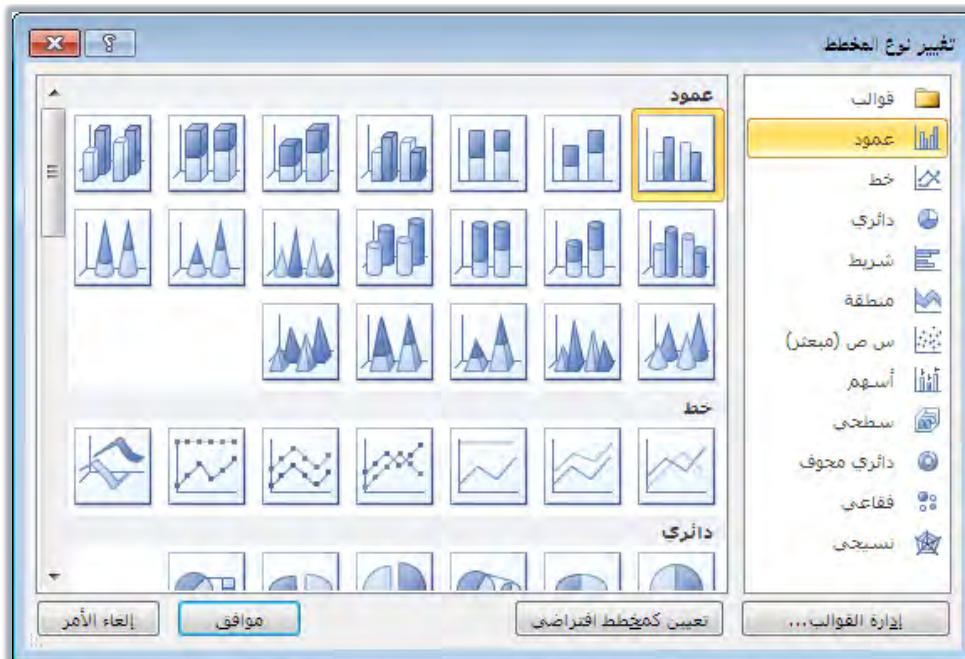 تغيير نوع المخطط
قوالب
عمود
خط
دائري
شريط
منطقة
س ص (مبعثر)
أسهم
سطحي
دائري مجوف
فقاعي
نسيجي
إدارة القوالب...
عمود
خط
دائري
تعيين كمخطط افتراضي
موافق
إلغاء الأمر